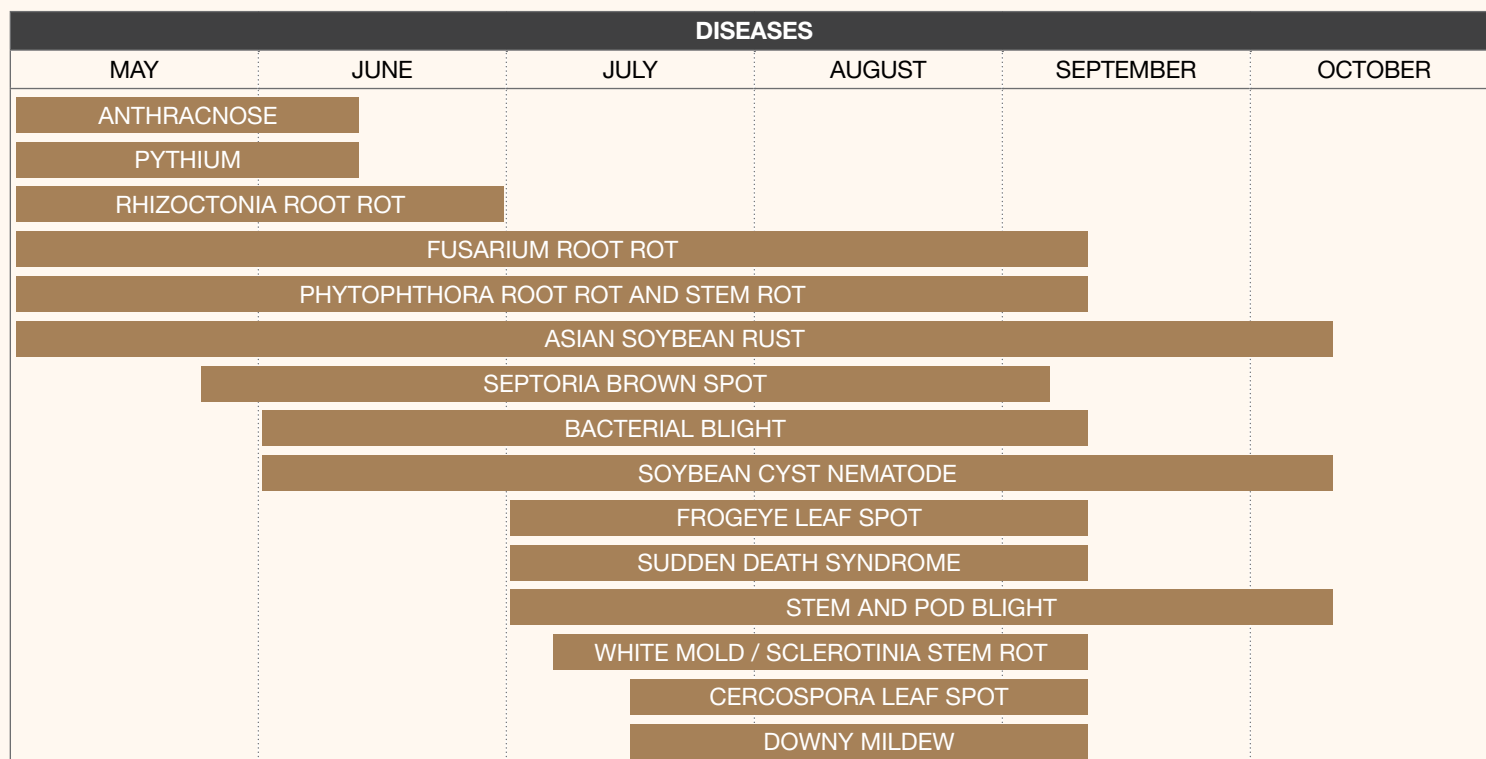 DISEASES
MAY JUNE JULY AUGUST SEPTEMBER OCTOBER
ANTHRACNOSE
PYTHIUM
RHIZOCTONIA ROOT ROT
FUSARIUM ROOT ROT
PHYTOPHTHORA ROOT ROT AND STEM ROT
ASIAN SOYBEAN RUST
SEPTORIA BROWN SPOT
BACTERIAL BLIGHT
SOYBEAN CYST NEMATODE
FROGEYE LEAF SPOT
SUDDEN DEATH SYNDROME
STEM AND POD BLIGHT
WHITE MOLD / SCLEROTINIA STEM ROT
CERCOSPORA LEAF SPOT
DOWNY MILDEW